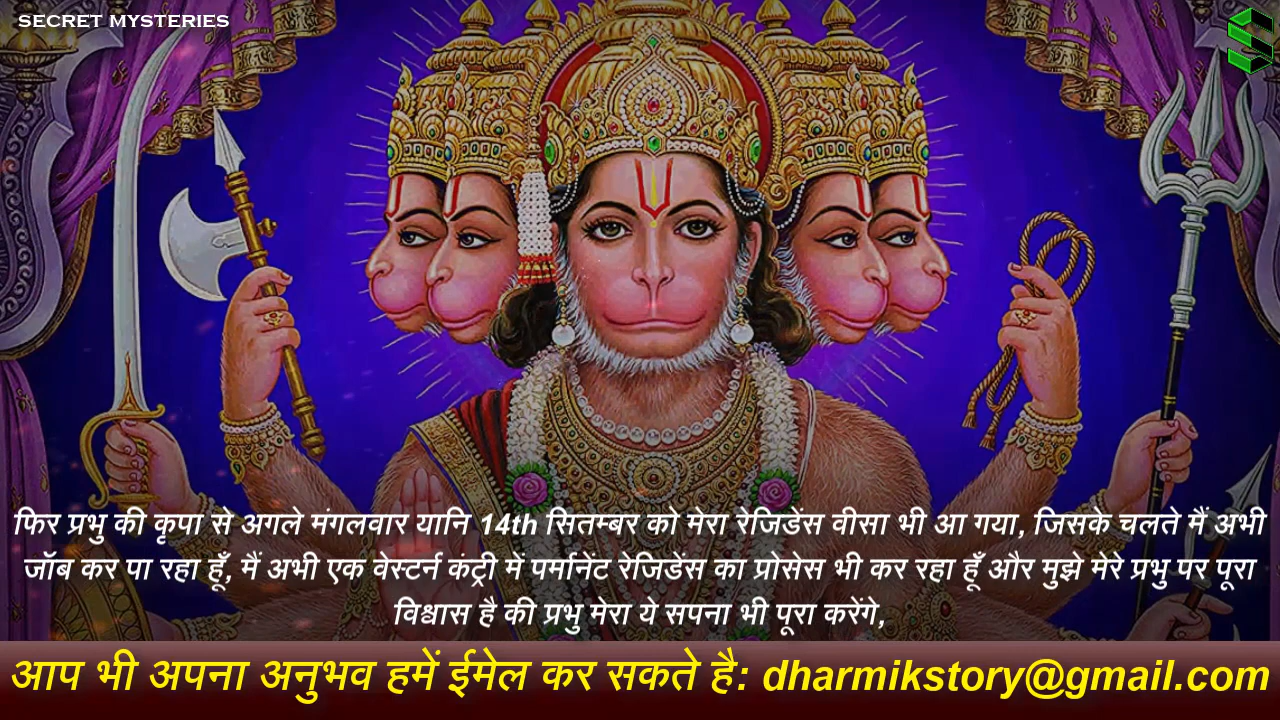 SECRET MYSTERIES
फिर प्रभु की कृपा से अगले मंगलवार यानि 14th सितम्बर को मेरा रेजिडेंस वीसा भी आ गया, जिसके चलते मैं अभी
जॉब कर पा रहा हूँ, मैं अभी एक वेस्टर्न कंट्री में पर्मानेंट रेजिडेंस का प्रोसेस भी कर रहा हूँ और मुझे मेरे प्रभु पर पूरा
विश्वास है की प्रभु मेरा ये सपना भी पूरा करेंगे,
आप भी अपना अनुभव हमें ईमेल कर सकते है: dharmikstory@gmail.com